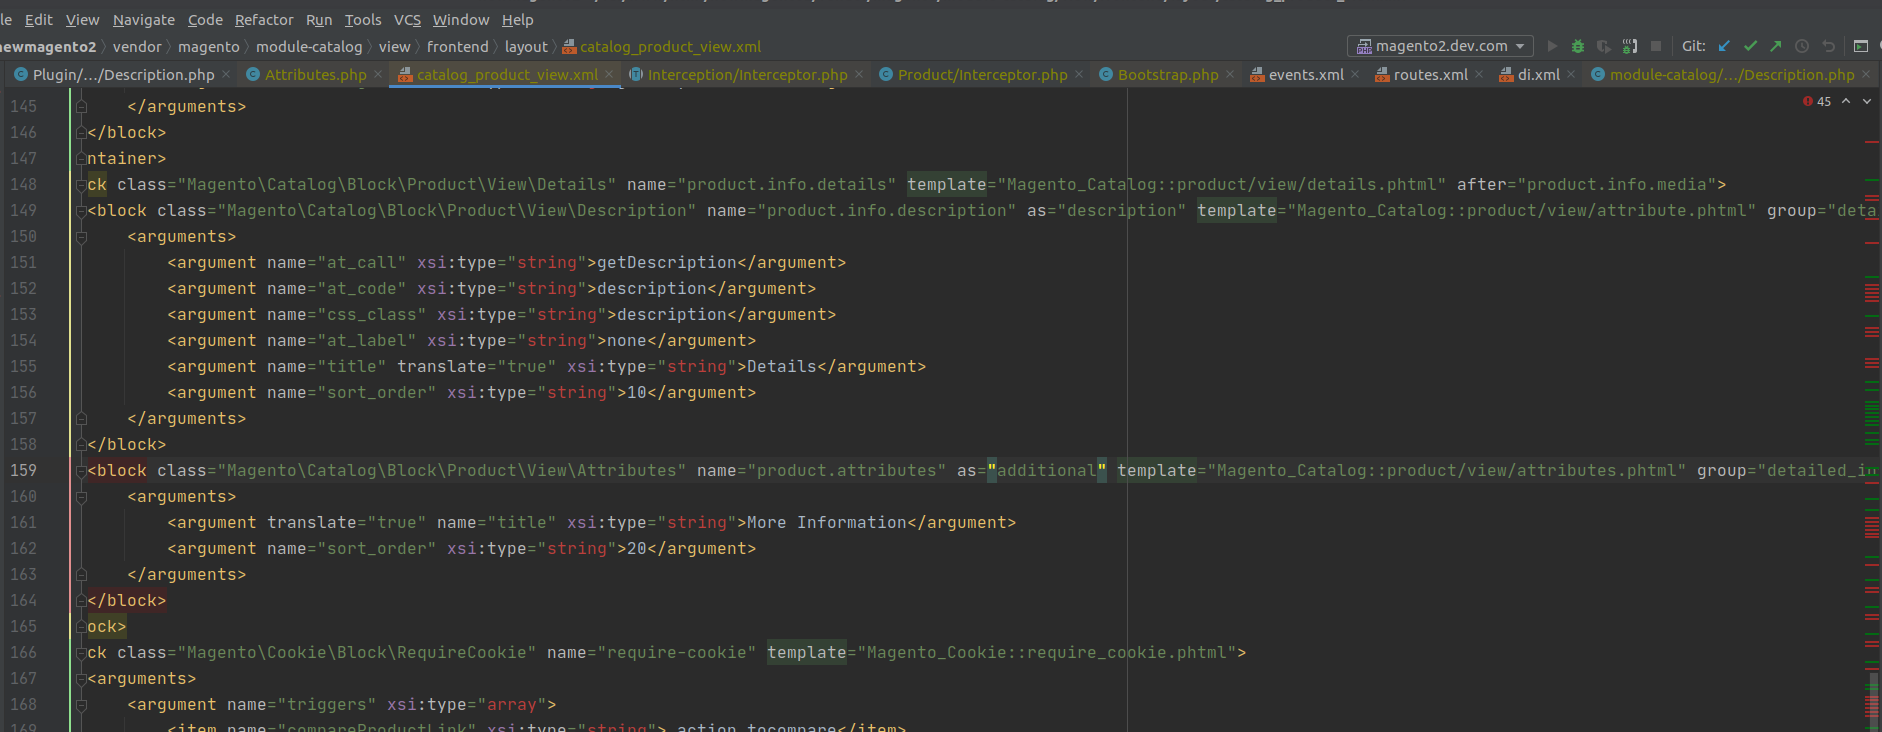 le Edit View Navigate Code Refactor Run Tools VCS Window Help
newmagento2 vendor magento module-catalog view frontend layout catalog_product_view.xml magento2.dev.com Git:
Plugin/.../Description.php Attributes.php catalog_product_view.xml Interception/Interceptor.php Product/Interceptor.php Bootstrap.php events.xml routes.xml di.xml module-catalog/.../Description.php
145 </arguments> 45
146 </block>
147 ntainer>
148 ck class="Magento\Catalog\Block\Product\View\Details" name="product.info.details" template="Magento_Catalog::product/view/details.phtml" after="product.info.media">
149 <block class="Magento\Catalog\Block\Product\View\Description" name="product.info.description" as="description" template="Magento_Catalog::product/view/attribute.phtml" group="deta
150 <arguments>
151 <argument name="at_call" xsi:type="string">getDescription</argument>
152 <argument name="at_code" xsi:type="string">description</argument>
153 <argument name="css_class" xsi:type="string">description</argument>
154 <argument name="at_label" xsi:type="string">none</argument>
155 <argument name="title" translate="true" xsi:type="string">Details</argument>
156 <argument name="sort_order" xsi:type="string">10</argument>
157 </arguments>
158 </block>
159 <block class="Magento\Catalog\Block\Product\View\Attributes" name="product.attributes" as="additional" template="Magento_Catalog::product/view/attributes.phtml" group="detailed_in
160 <arguments>
161 <argument translate="true" name="title" xsi:type="string">More Information</argument>
162 <argument name="sort_order" xsi:type="string">20</argument>
163 </arguments>
164 </block>
165 ock>
166 ck class="Magento\Cookie\Block\RequireCookie" name="require-cookie" template="Magento_Cookie::require_cookie.phtml">
167 <arguments>
168 <argument name="triggers" xsi:type="array">
169 <item name="compareProductLink" xsi:type="string">.action.tocompare</item>